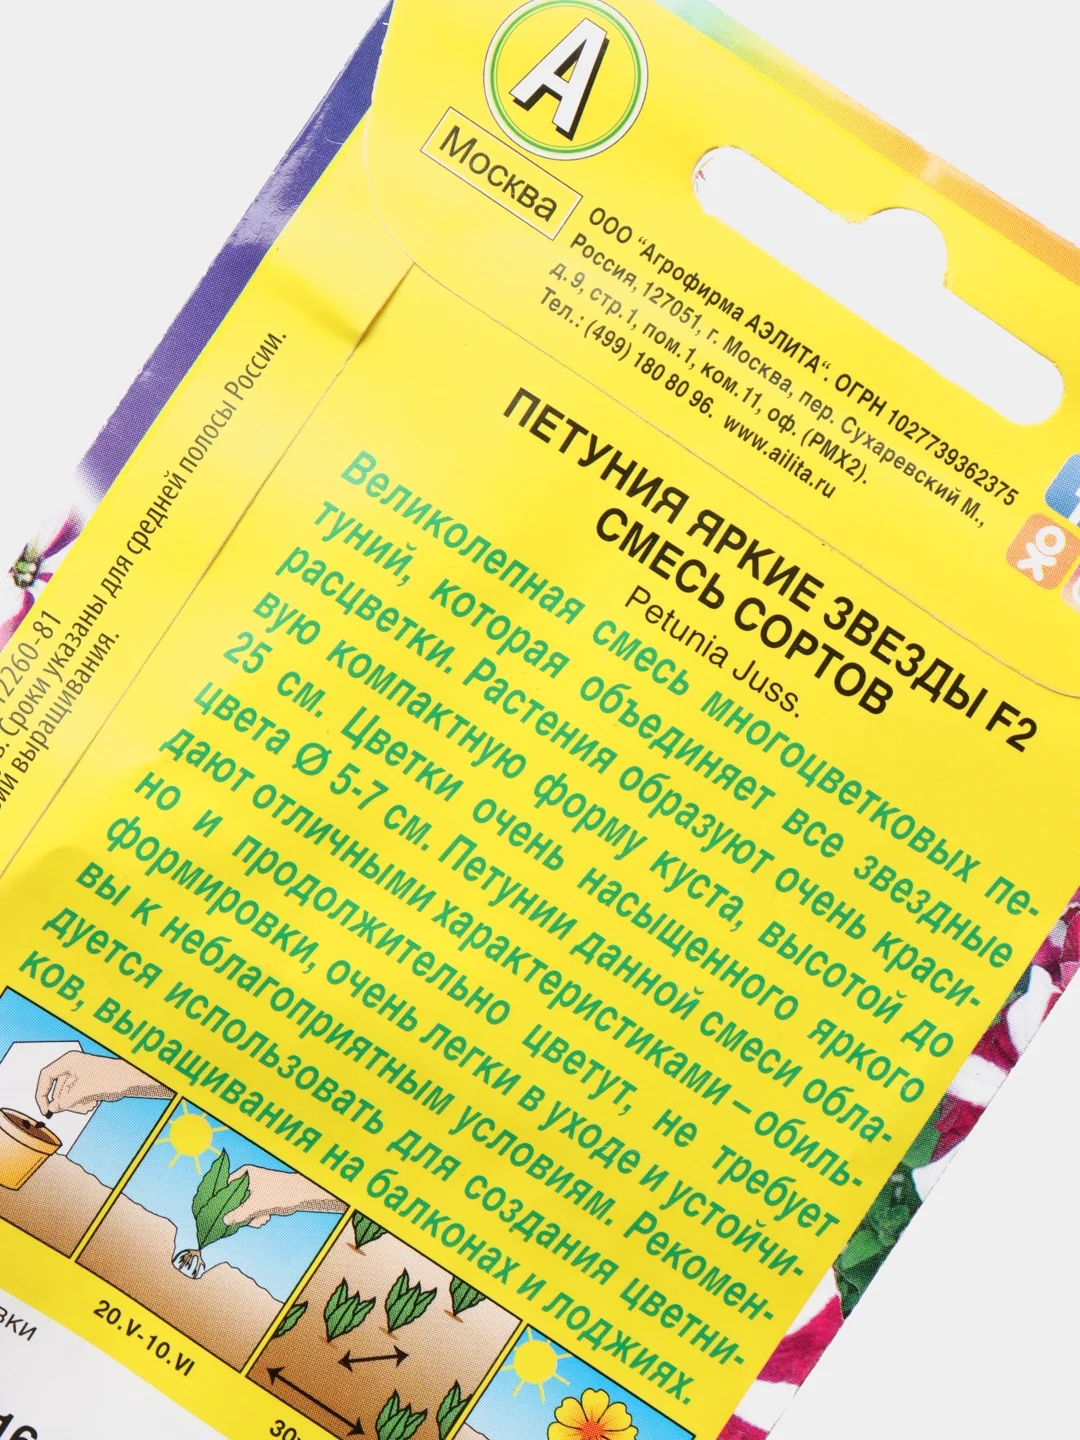 А
Москва
ООО “Агрофирма АЭЛИТА“. ОГРН 1027739362375
Россия, 127051, г. Москва, пер. Сухаревский М.,
д. 9, стр.1, пом.1, ком.11, оф. (РМ Х2).
Тел.: (499) 180 80 96. www.ailita.ru
ПЕТУНИЯ ЯРКИЕ ЗВЕЗДЫ F2
СМЕСЬ СОРТОВ
Petunia Juss.
Великолепная смесь многоцветковых пе-
туний, которая объединяет все звездные
расцветки. Растения образуют очень краси-
вую компактную форму куста, высотой до
25 см. Цветки очень насыщенного яркого
цвета Ø 5-7 см. Петунии данной смеси обла-
дают отличными характеристиками – обиль-
но и продолжительно цветут, не требует
формировки, очень легки в уходе и устойчи-
вы к неблагоприятным условиям. Рекомен-
дуется использовать для создания цветни-
ков, выращивания на балконах и лоджиях.
2260-81
Сроки указаны для средней полосы России.
выращивания.
20.V-10.VI